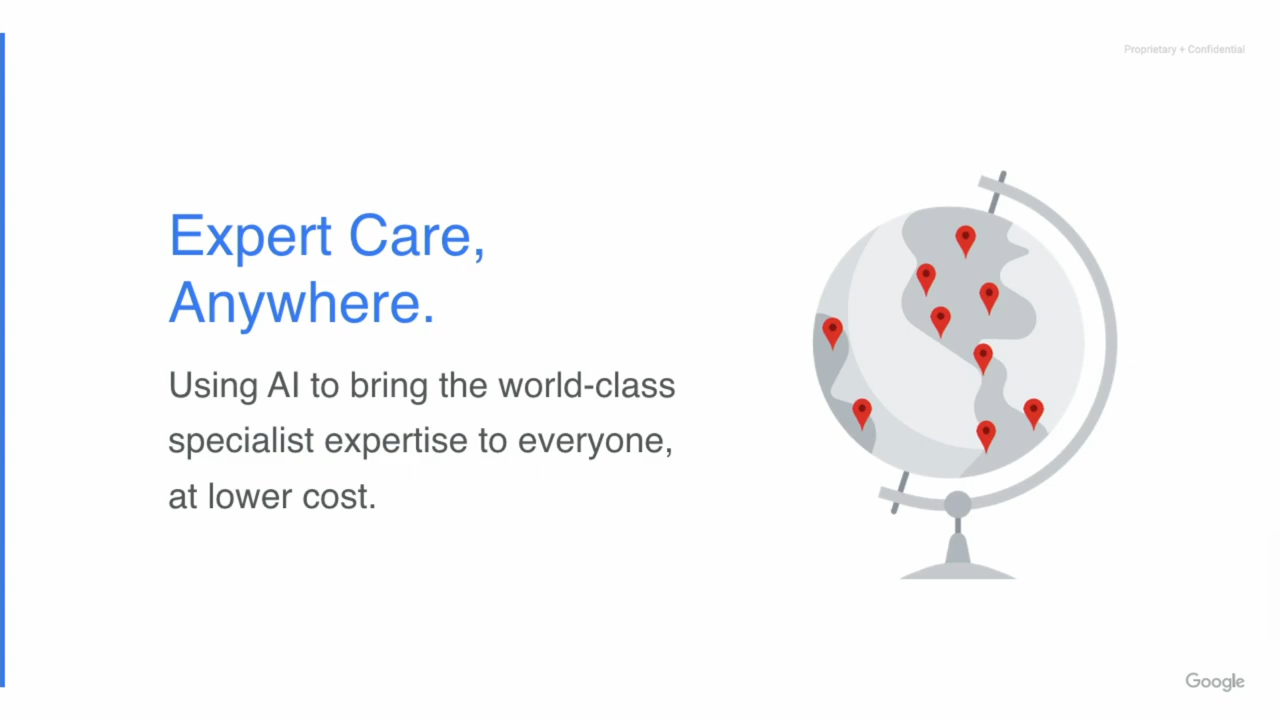 Proprietary + Confidential
Expert Care,
Anywhere.
Using AI to bring the world-class
specialist expertise to everyone,
at lower cost.
Google